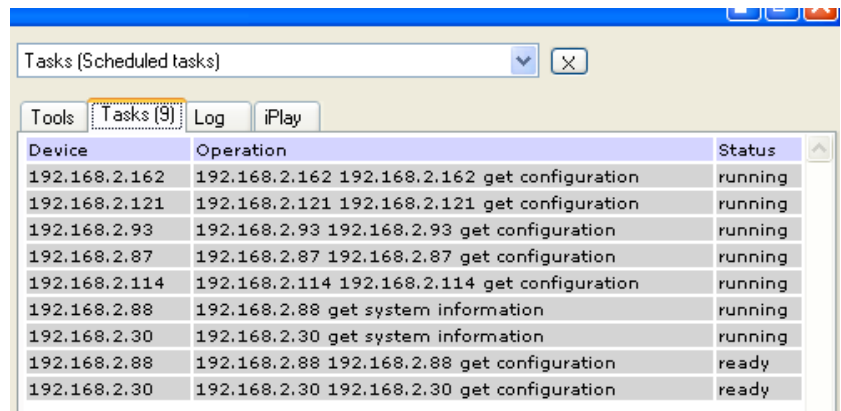 Tasks (Scheduled tasks) X
Tools Tasks (9) Log iPlay
Device Operation Status
192.168.2.162 192.168.2.162 192.168.2.162 get configuration running
192.168.2.121 192.168.2.121 192.168.2.121 get configuration running
192.168.2.93 192.168.2.93 192.168.2.93 get configuration running
192.168.2.87 192.168.2.87 192.168.2.87 get configuration running
192.168.2.114 192.168.2.114 192.168.2.114 get configuration running
192.168.2.88 192.168.2.88 get system information running
192.168.2.30 192.168.2.30 get system information running
192.168.2.88 192.168.2.88 192.168.2.88 get configuration ready
192.168.2.30 192.168.2.30 192.168.2.30 get configuration ready